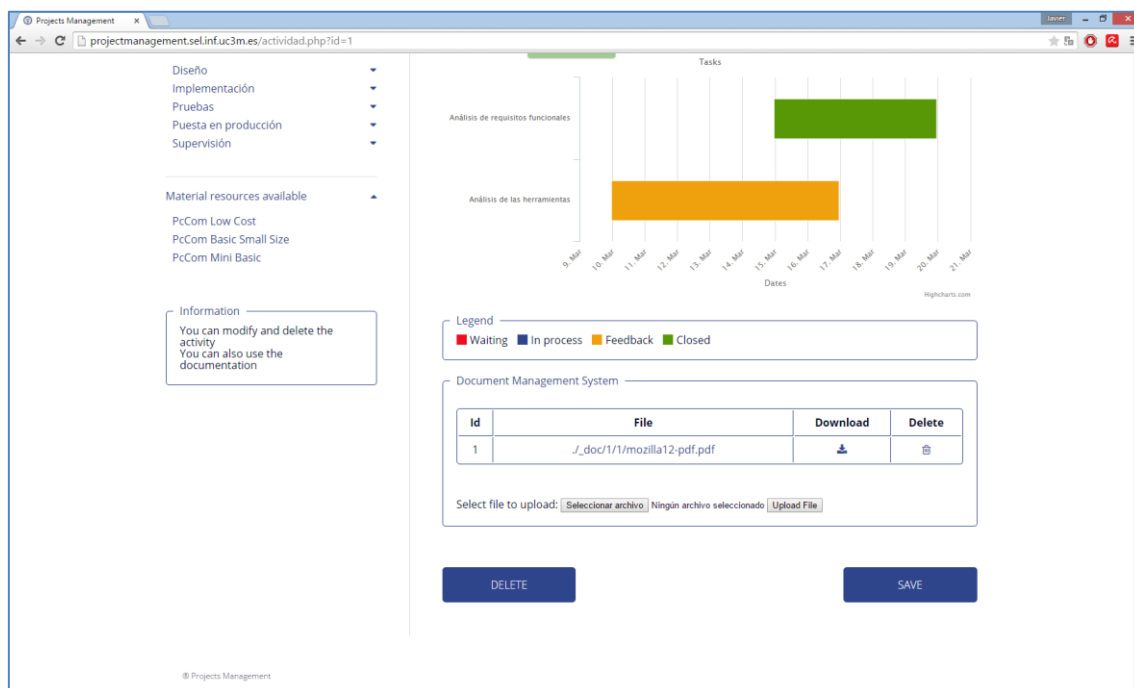 Projects Management
Javier
projectmanagement.sel.inf.uc3m.es/actividad.php?id=1
Diseño
Implementación
Pruebas
Puesta en producción
Supervisión
Material resources available
PcCom Low Cost
PcCom Basic Small Size
PcCom Mini Basic
Information
You can modify and delete the
activity
You can also use the
documentation
Tasks
Análisis de requisitos funcionales
Análisis de las herramientas
9. Mar
10. Mar
11. Mar
12. Mar
13. Mar
14. Mar
15. Mar
16. Mar
17. Mar
18. Mar
19. Mar
20. Mar
21. Mar
Dates
Highcharts.com
Legend
Waiting In process Feedback Closed
Document Management System
Id File Download Delete
1 ./_doc/1/1/mozilla12-pdf.pdf
Select file to upload: Seleccionar archivo Ningún archivo seleccionado Upload File
DELETE SAVE
® Projects Management